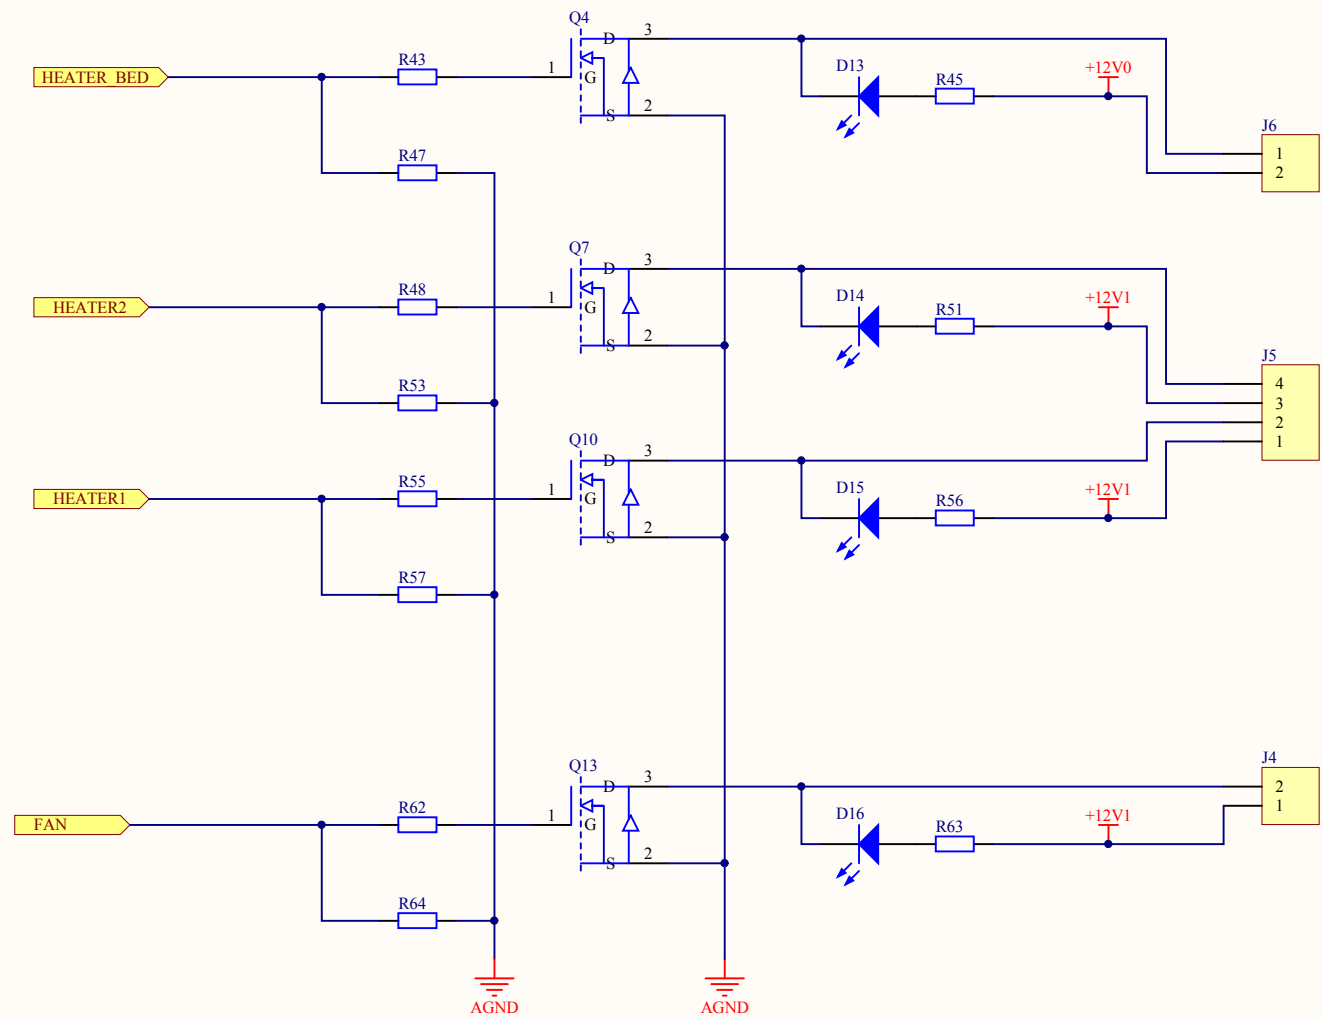 Q4
D
3
HEATER_BED
R43
1
G
S
2
D13
R45
+12V0
J6
1
2
R47
Q7
D
3
HEATER2
R48
1
G
S
2
D14
R51
+12V1
J5
4
3
2
1
R53
Q10
D
3
HEATER1
R55
1
G
S
2
D15
R56
+12V1
R57
Q13
D
3
FAN
R62
1
G
S
2
D16
R63
+12V1
J4
2
1
R64
AGND
AGND